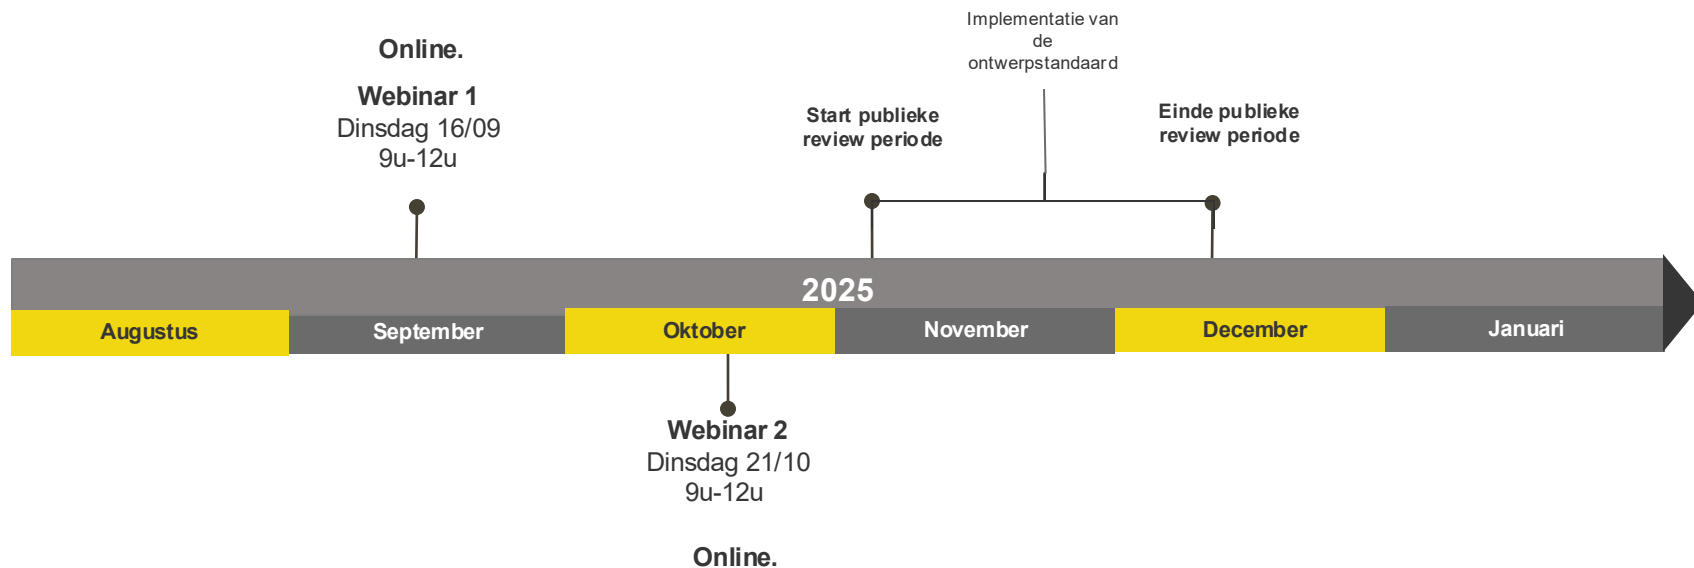 Implementatie van
de
ontwerpstandaard
Online.
Webinar 1
Dinsdag 16/09
9u-12u
Start publieke
review periode
Einde publieke
review periode
2025
Augustus
September
Oktober
November
December
Januari
Webinar 2
Dinsdag 21/10
9u-12u
Online.